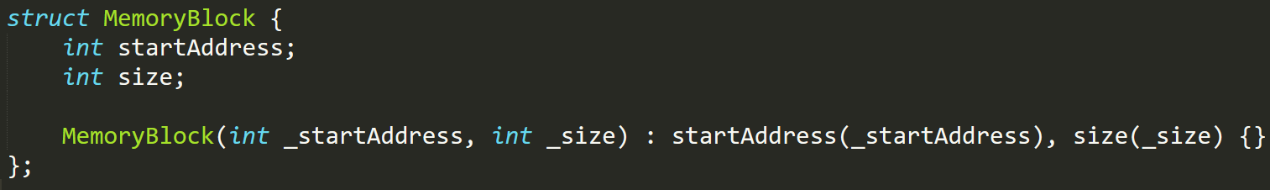 struct MemoryBlock {
    int startAddress;
    int size;

    MemoryBlock(int _startAddress, int _size) : startAddress(_startAddress), size(_size) {}
};